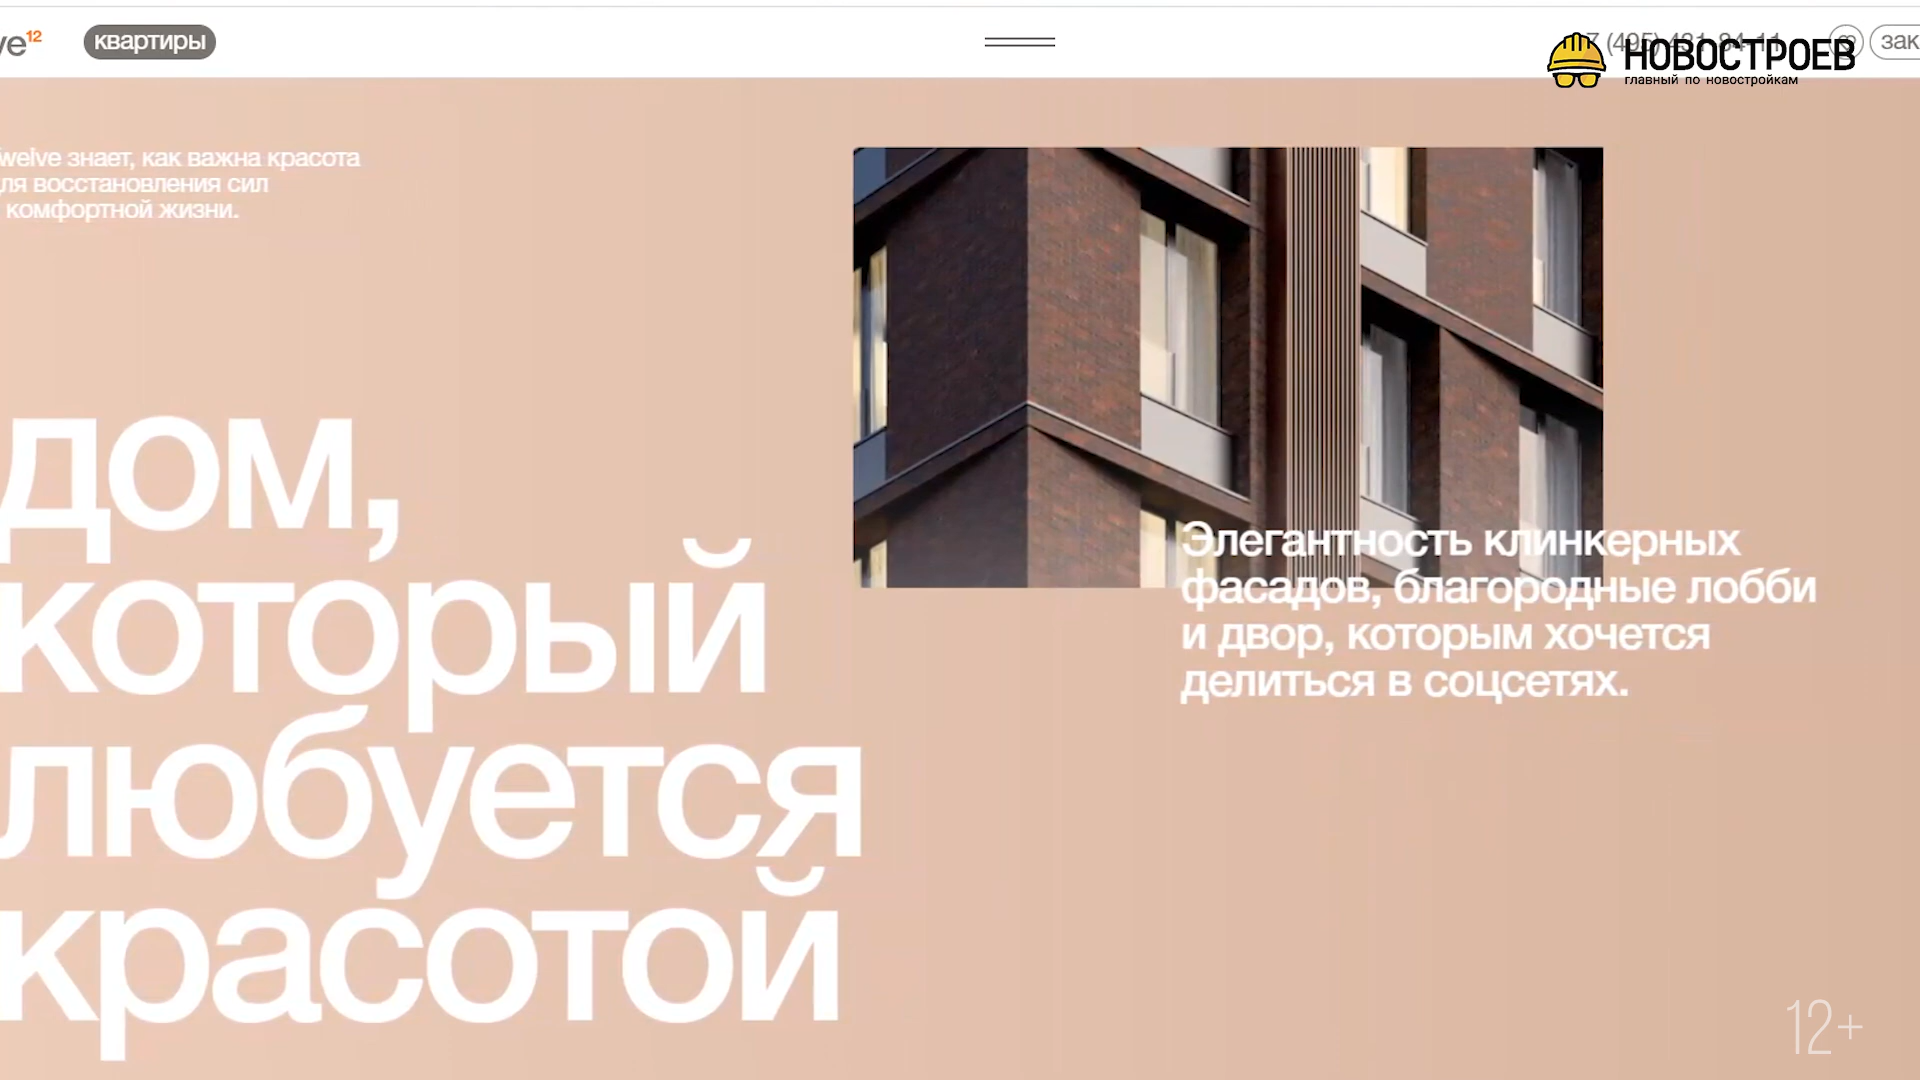 ve12
квартиры
НОВОСТРОЕВ
главный по новостройкам
зак
welve знает, как важна красота
ля восстановления сил
комфортной жизни.
дом,
который
любуется
красотой
Элегантность клинкерных
фасадов, благородные лобби
и двор, которым хочется
делиться в соцсетях.
12+